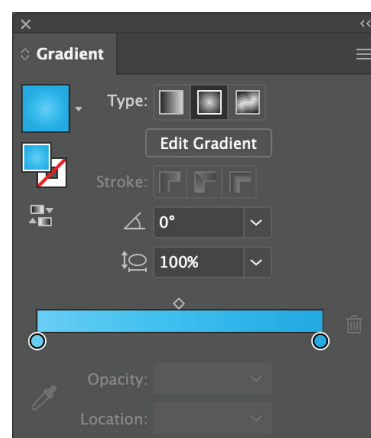 Gradient
Type:
Edit Gradient
Stroke:
0°
100%
Opacity:
Location: